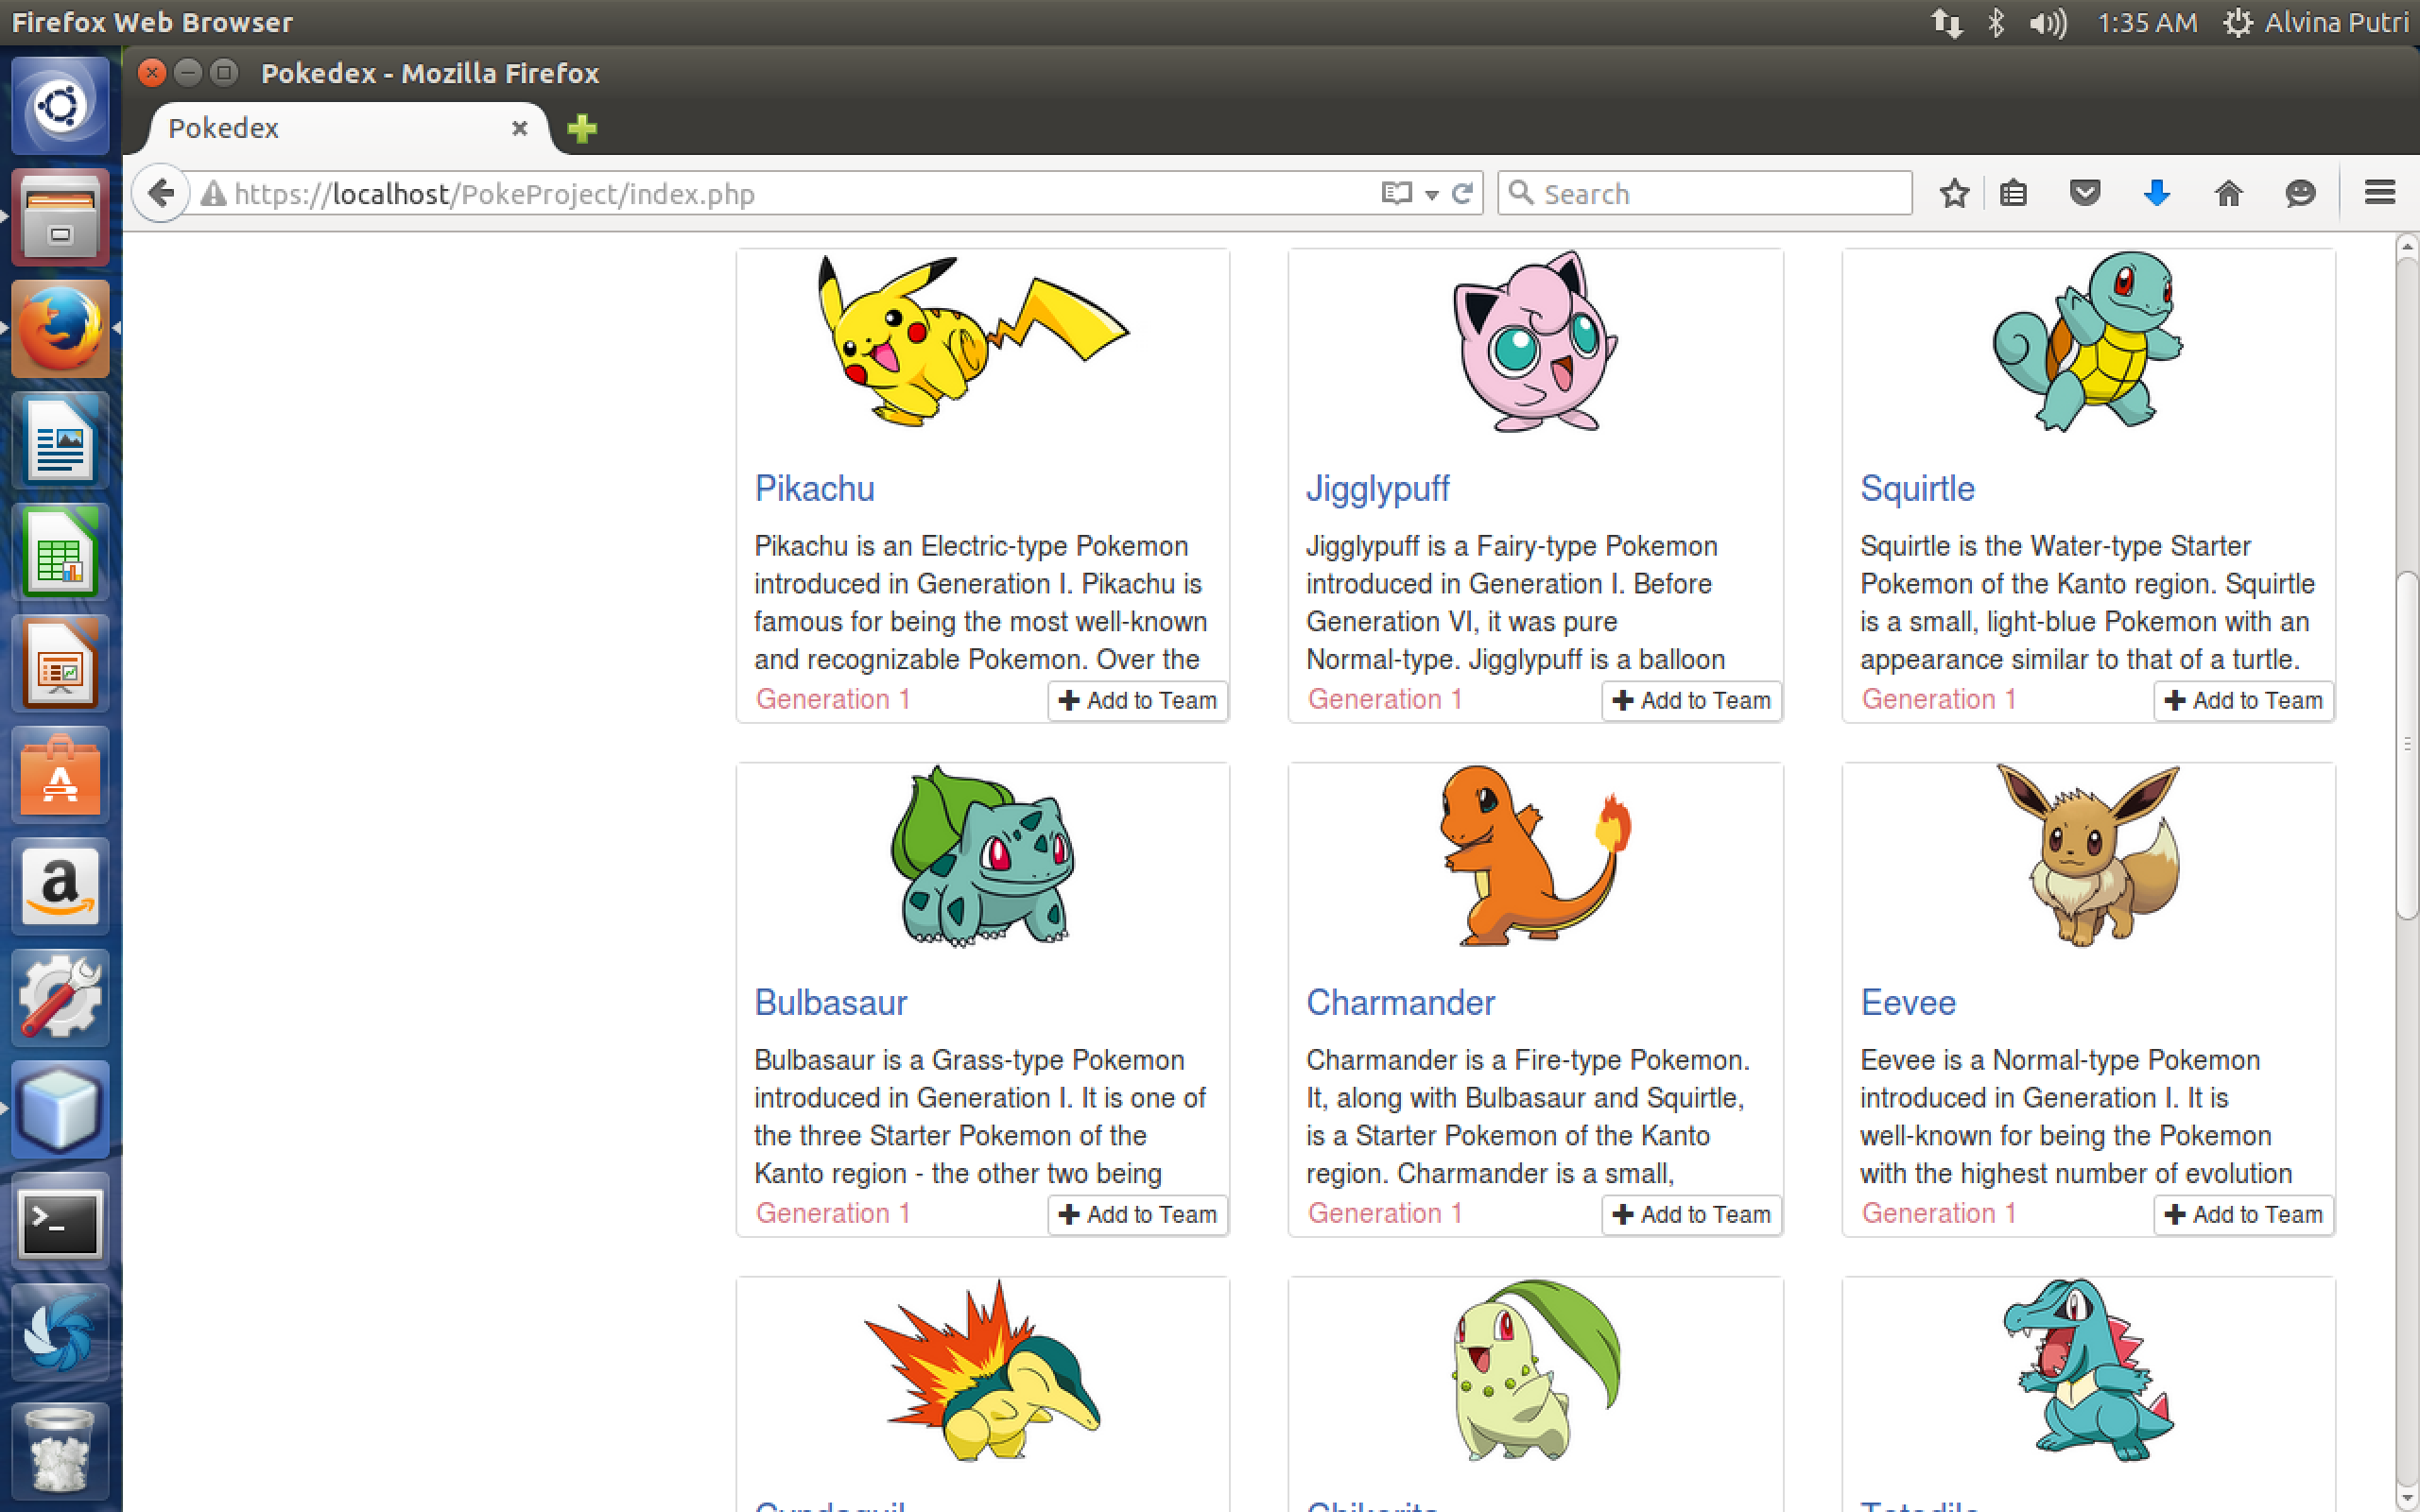 Firefox Web Browser
1:35 AM Alvina Putri
Pokedex - Mozilla Firefox
Pokedex
https://localhost/PokeProject/index.php
Search
Pikachu
Pikachu is an Electric-type Pokemon
introduced in Generation I. Pikachu is
famous for being the most well-known
and recognizable Pokemon. Over the
Generation 1
Add to Team
Jigglypuff
Jigglypuff is a Fairy-type Pokemon
introduced in Generation I. Before
Generation VI, it was pure
Normal-type. Jigglypuff is a balloon
Generation 1
Add to Team
Squirtle
Squirtle is the Water-type Starter
Pokemon of the Kanto region. Squirtle
is a small, light-blue Pokemon with an
appearance similar to that of a turtle.
Generation 1
Add to Team
Bulbasaur
Bulbasaur is a Grass-type Pokemon
introduced in Generation I. It is one of
the three Starter Pokemon of the
Kanto region - the other two being
Generation 1
Add to Team
Charmander
Charmander is a Fire-type Pokemon.
It, along with Bulbasaur and Squirtle,
is a Starter Pokemon of the Kanto
region. Charmander is a small,
Generation 1
Add to Team
Eevee
Eevee is a Normal-type Pokemon
introduced in Generation I. It is
well-known for being the Pokemon
with the highest number of evolution
Generation 1
Add to Team